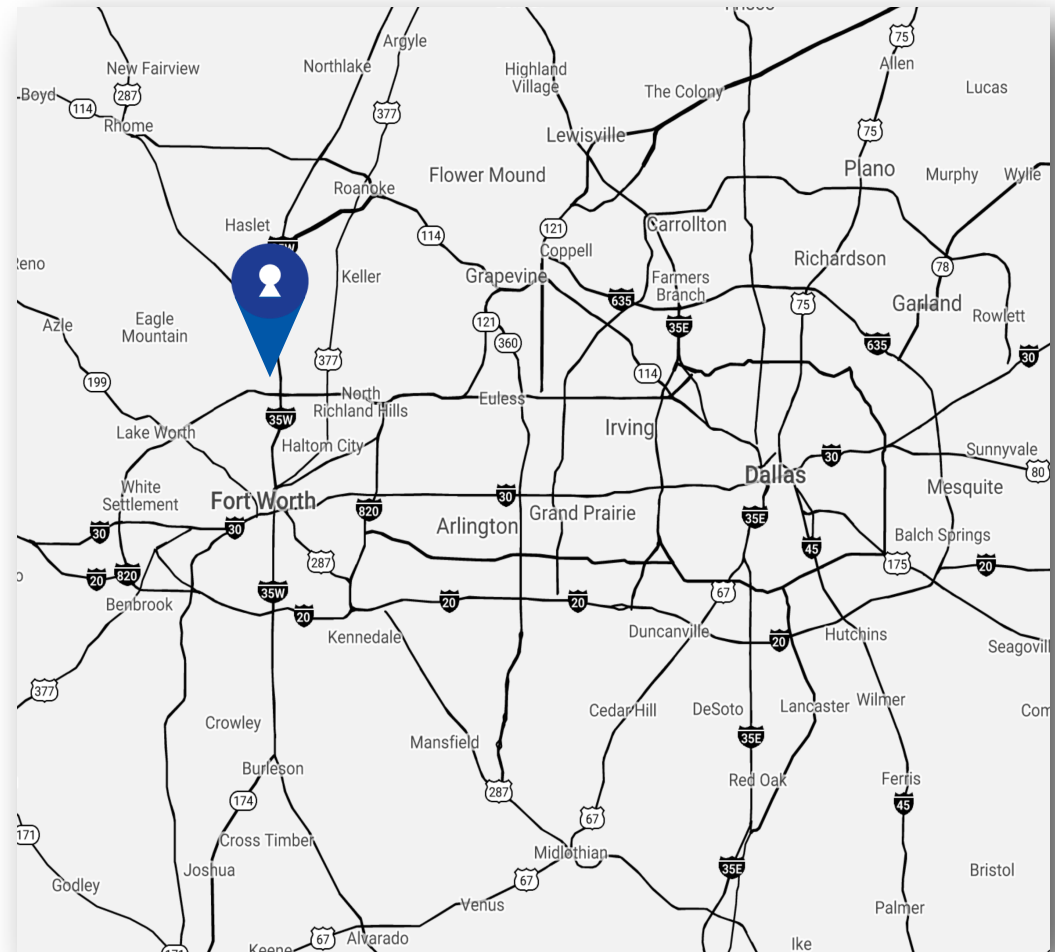 Argyle
75
New Fairview
Northlake
Allen
Highland
Village
287
Boyd
114
The Colony
Lucas
377
Rhome
75
Lewisville
Plano
Flower Mound
Murphy
Wylie
Roanoke
Haslet
114
121
Carrollton
Coppell
Richardson
78
Keller
Grapevine
Farmers
Branch
635
75
Garland
Rowlett
Azle
Eagle
Mountain
121
35E
360
635
30
377
114
199
North
Richland Hills
Euless
35W
Irving
Lake Worth
Haltom City
30
Sunnyvale
Dallas
80
White
Settlement
Fort Worth
30
Mesquite
820
Arlington
Grand Prairie
35E
30
30
Balch Springs
45
287
175
20
820
20
35W
67
20
20
Benbrook
20
Kennedale
Duncanville
20
Hutchins
Seagovill
377
Crowley
Cedar Hill
DeSoto
Lancaster
Wilmer
Com
Mansfield
35E
Burleson
Red Oak
Ferris
174
287
45
67
171
Cross Timber
Midlothian
Joshua
35E
Bristol
Godley
67
Venus
Palmer
67
Alvarado
Ike
Keene
171